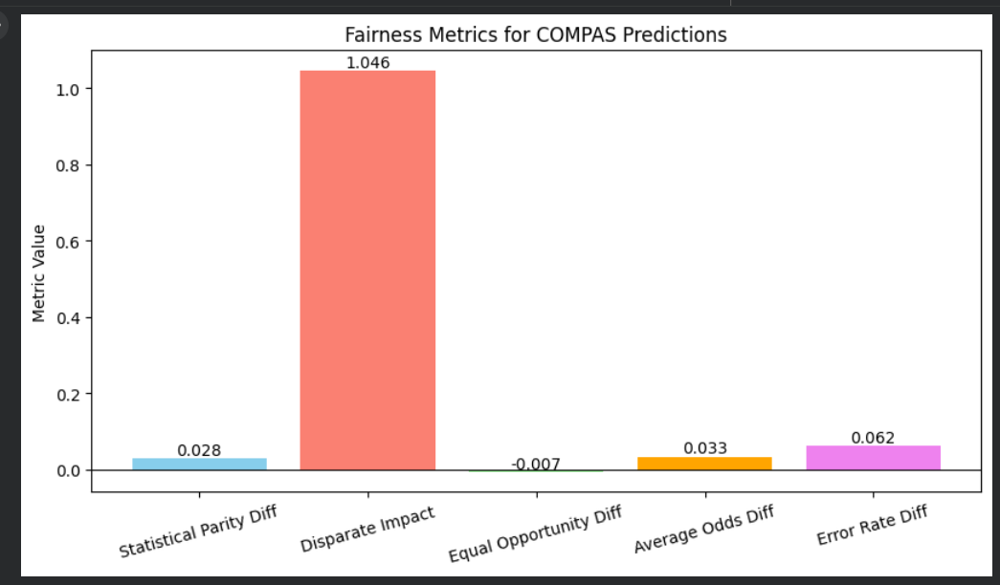 Fairness Metrics for COMPAS Predictions
1.046
1.0
0.8
0.6
0.4
0.2
0.0
Metric Value
0.028
-0.007
0.033
0.062
Statistical Parity Diff
Disparate Impact
Equal Opportunity Diff
Average Odds Diff
Error Rate Diff